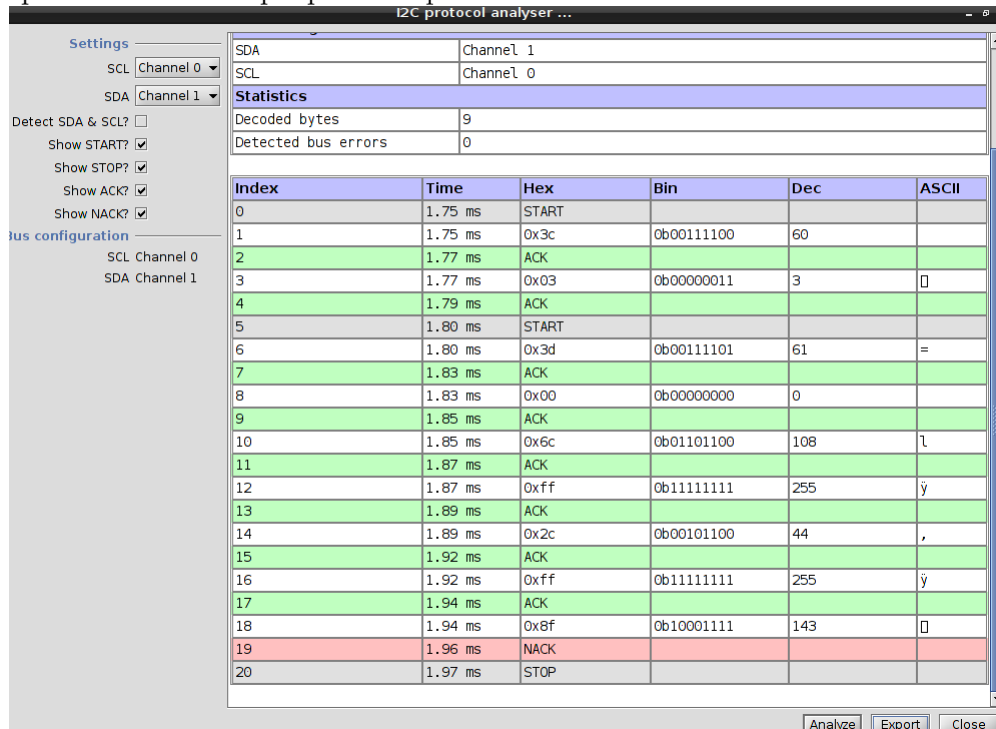 I2C protocol analyser ...
Settings
SCL Channel 0
SDA Channel 1
Detect SDA & SCL?
Show START?
Show STOP?
Show ACK?
Show NACK?
Bus configuration
SCL Channel 0
SDA Channel 1
SDA Channel 1
SCL Channel 0
Statistics
Decoded bytes 9
Detected bus errors 0
Index Time Hex Bin Dec ASCII
0 1.75 ms START
1 1.75 ms 0x3c 0b00111100 60
2 1.77 ms ACK
3 1.77 ms 0x03 0b00000011 3
4 1.79 ms ACK
5 1.80 ms START
6 1.80 ms 0x3d 0b00111101 61 =
7 1.83 ms ACK
8 1.83 ms 0x00 0b00000000 0
9 1.85 ms ACK
10 1.85 ms 0x6c 0b01101100 108 l
11 1.87 ms ACK
12 1.87 ms 0xff 0b11111111 255 ÿ
13 1.89 ms ACK
14 1.89 ms 0x2c 0b00101100 44 ,
15 1.92 ms ACK
16 1.92 ms 0xff 0b11111111 255 ÿ
17 1.94 ms ACK
18 1.94 ms 0x8f 0b10001111 143
19 1.96 ms NACK
20 1.97 ms STOP
Analyze Export Close